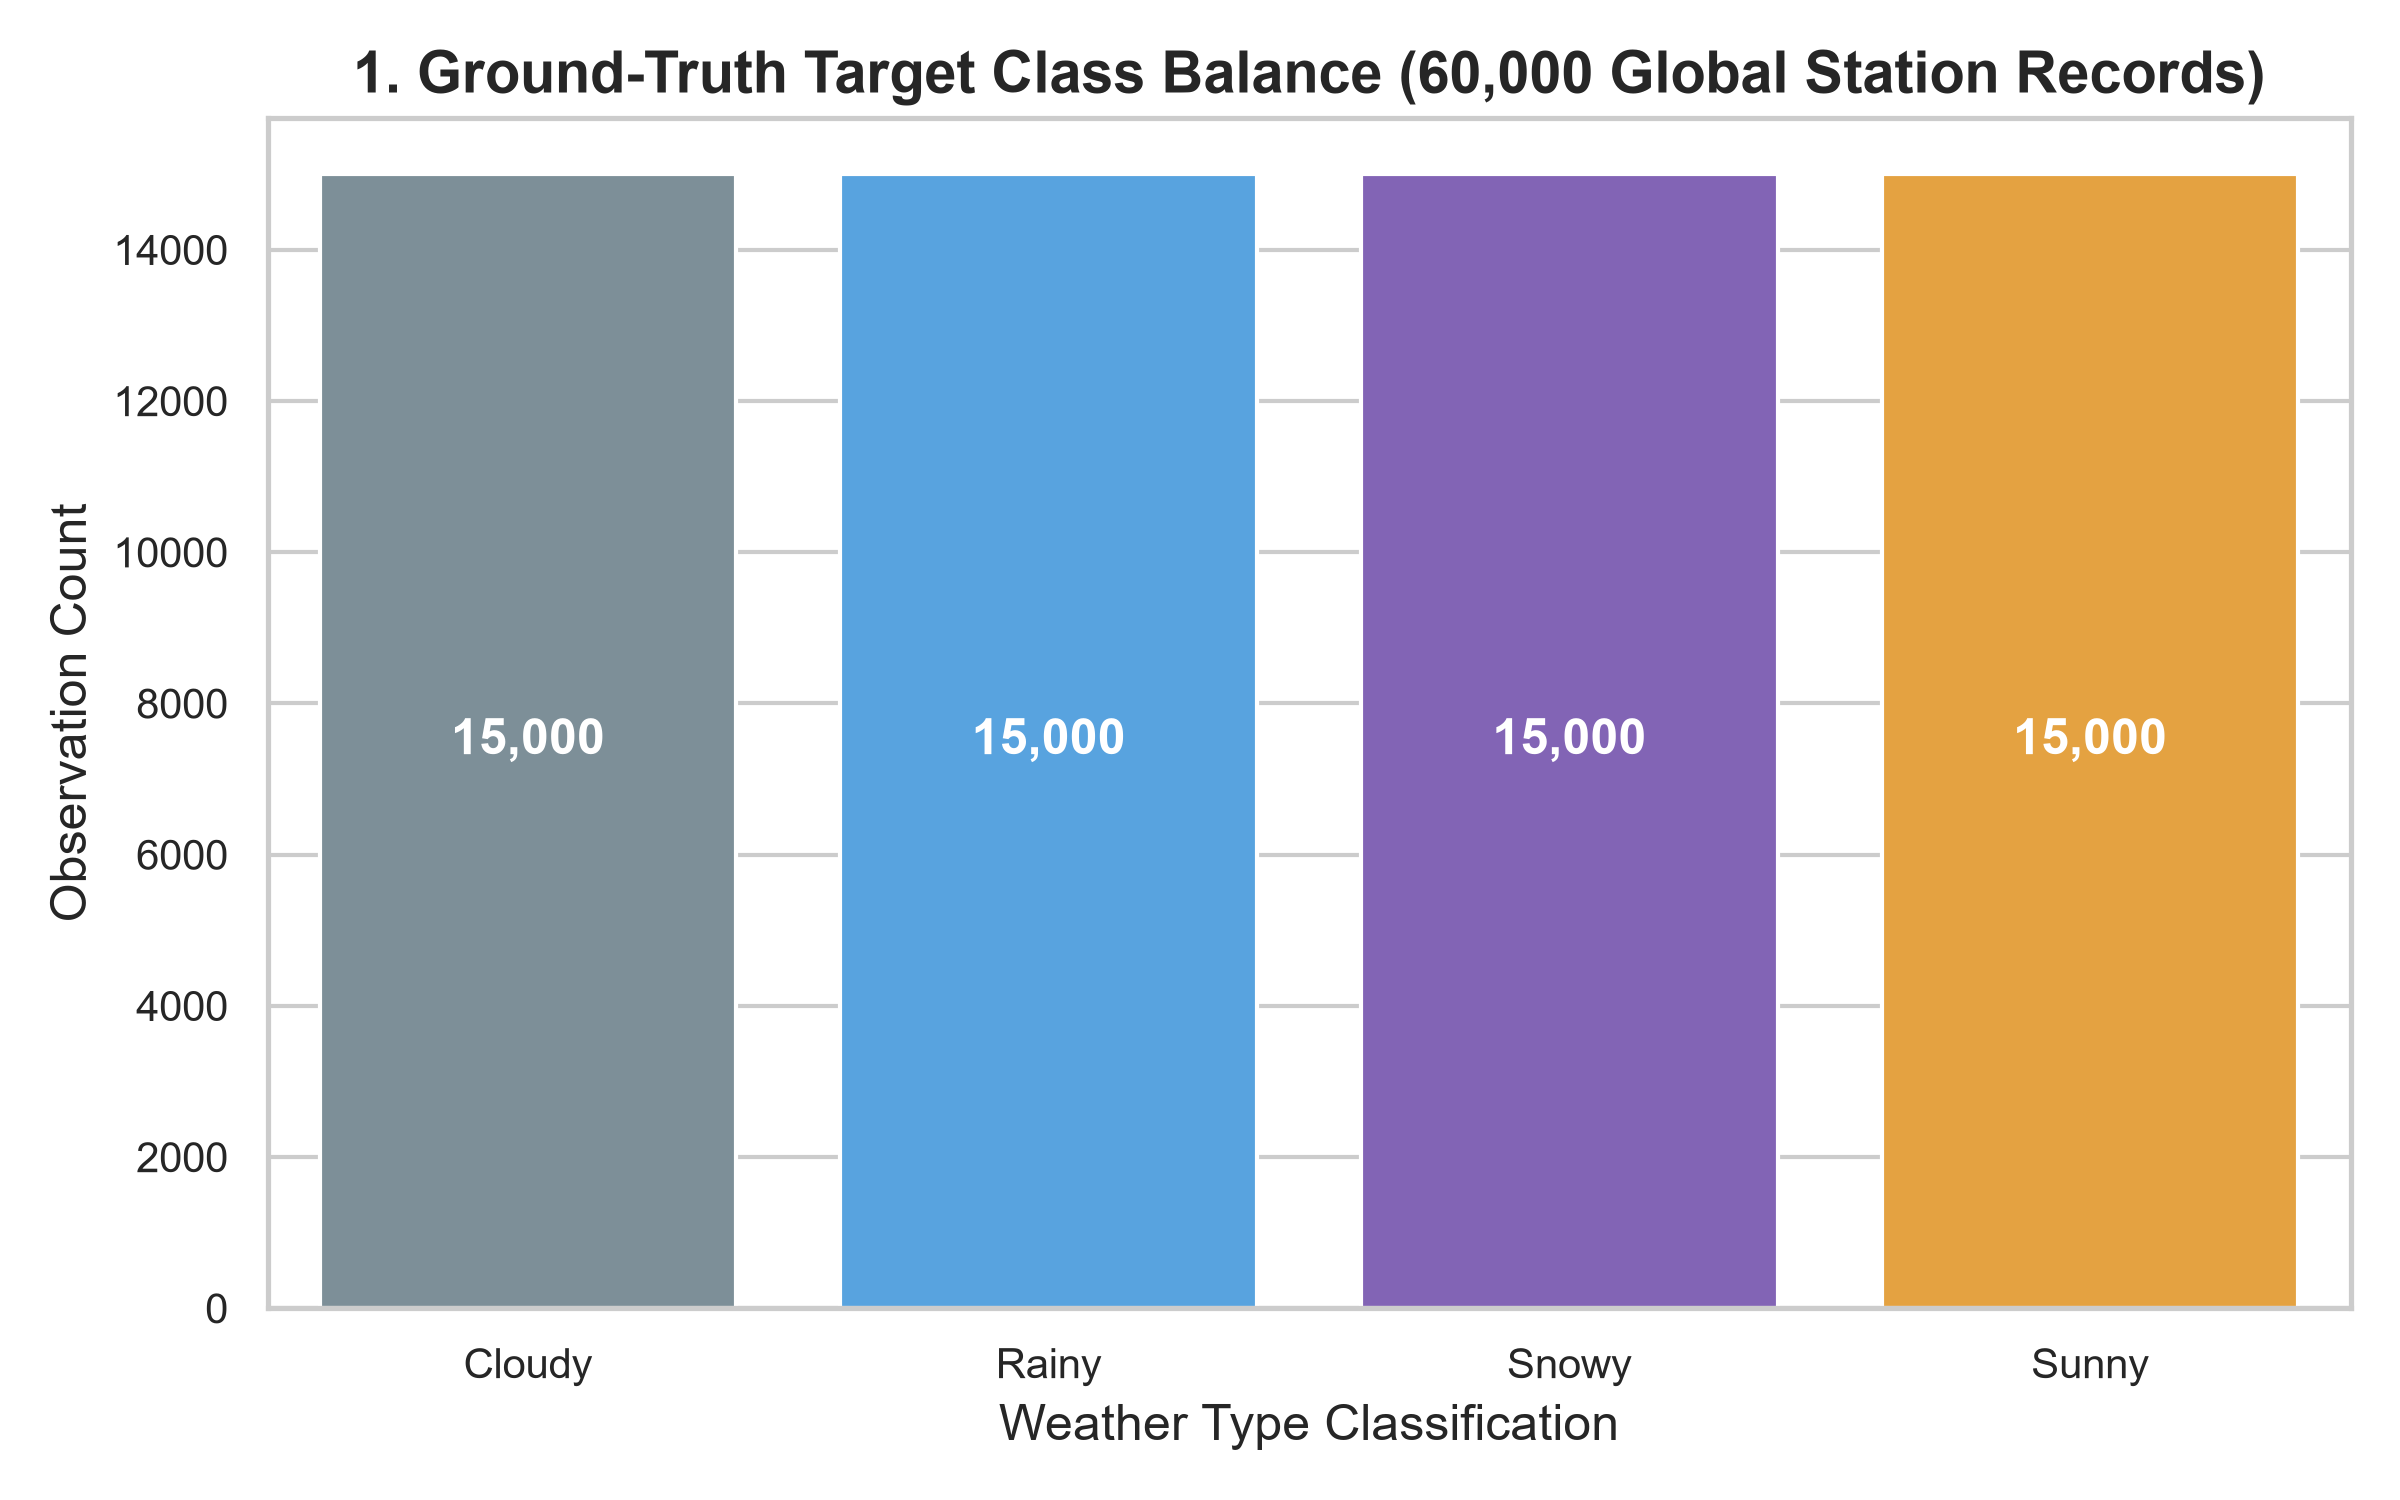 1. Ground-Truth Target Class Balance (60,000 Global Station Records)
Observation Count
14000
12000
10000
8000
6000
4000
2000
0
15,000
15,000
15,000
15,000
Cloudy
Rainy
Snowy
Sunny
Weather Type Classification